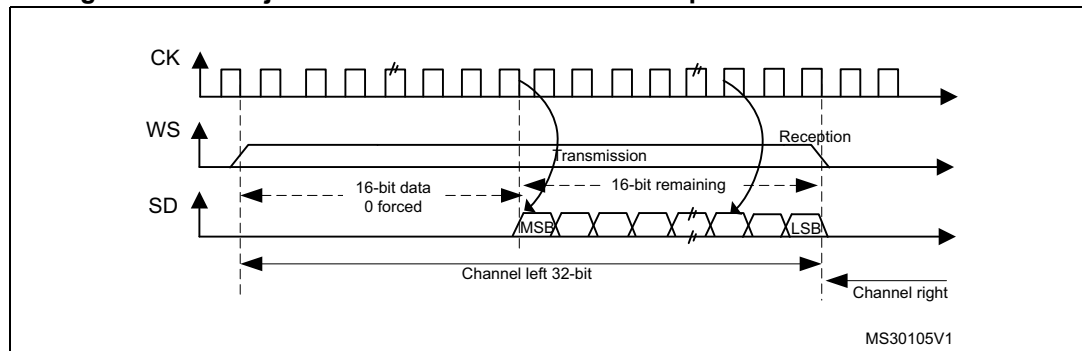 CK
WS
Reception
Transmission
16-bit data
0 forced
16-bit remaining
SD
MSB
LSB
Channel left 32-bit
Channel right
MS30105V1